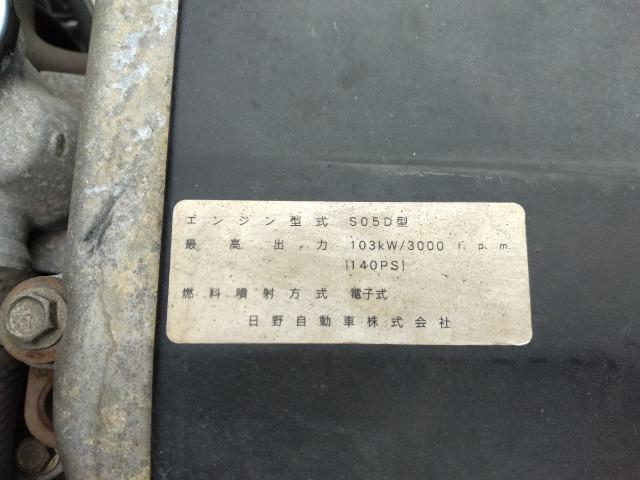 エンジン型式 S05D型
最高出力 103kW/3000 r.p.m.
{140PS}
燃料噴射方式 電子式
日野自動車株式会社